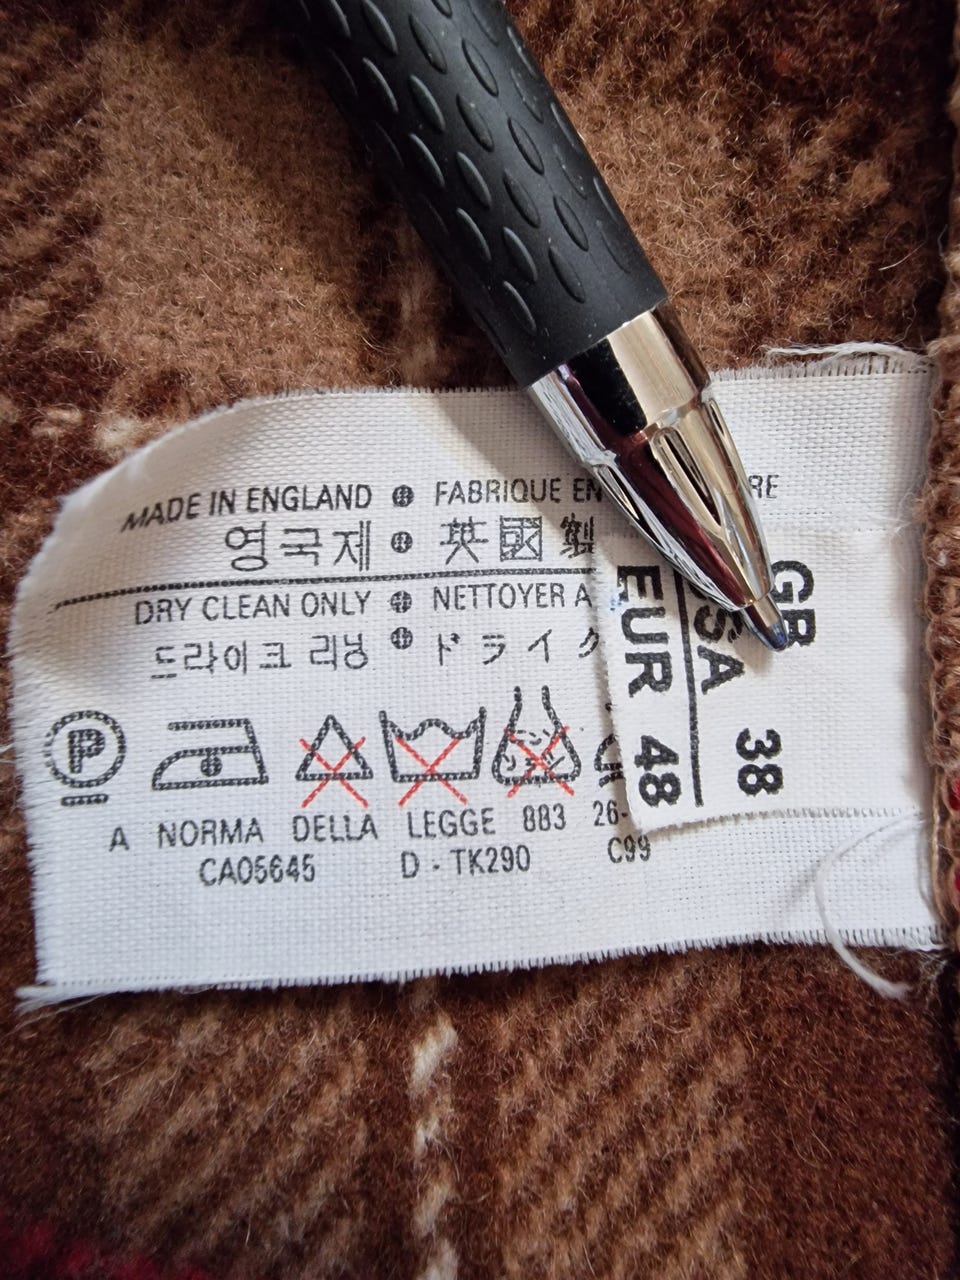 MADE IN ENGLAND ● FABRIQUE EN
영국제 ● 英國製
DRY CLEAN ONLY ● NETTOYER A
드라이크리닝 ● ドライク
P
A NORMA DELLA LEGGE 883 26-
CA05645 D - TK290 C99
GB
USA 38
EUR 48